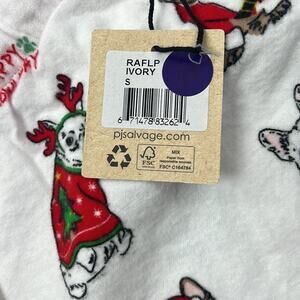 RAFLP
IVORY
S
6 71478 83262 4
pjsalvage.com
FSC
MIX
Paper from
responsible sources
FSC® C164784